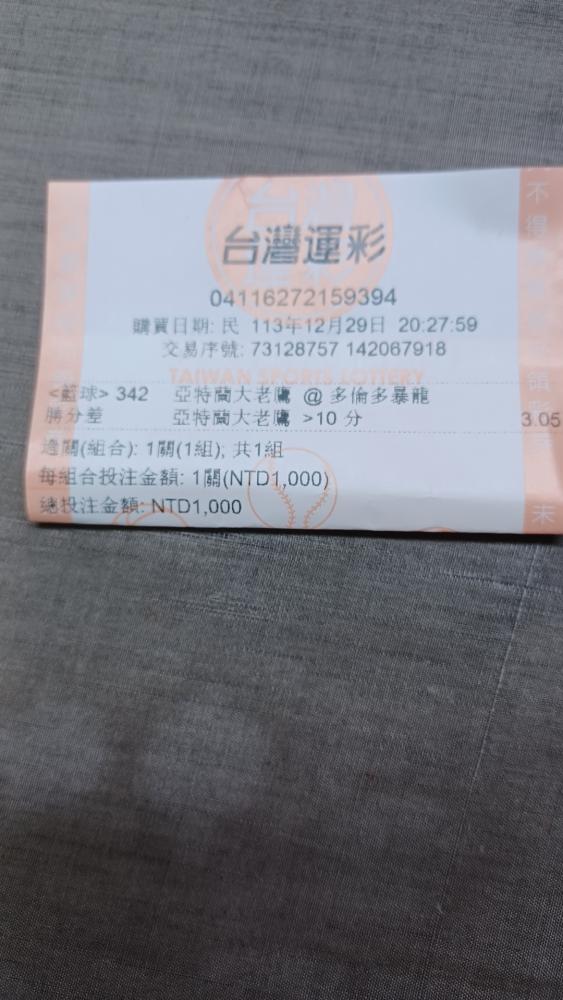 台灣運彩
04116272159394
購買日期: 民 113年12月29日 20:27:59
交易序號: 73128757 142067918
TAIWAN SPORTS LOTTERY
<籃球> 342 亞特蘭大老鷹 @ 多倫多暴龍
勝分差 亞特蘭大老鷹 >10 分 3.05
過關(組合): 1關(1組); 共1組
每組合投注金額: 1關(NTD1,000)
總投注金額: NTD1,000
不得
末